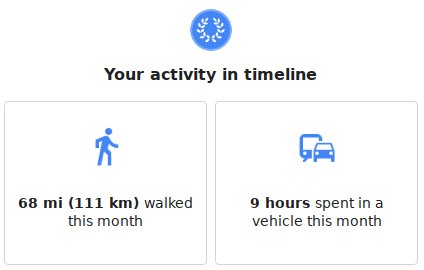 Your activity in timeline
68 mi (111 km) walked
this month
9 hours spent in a
vehicle this month